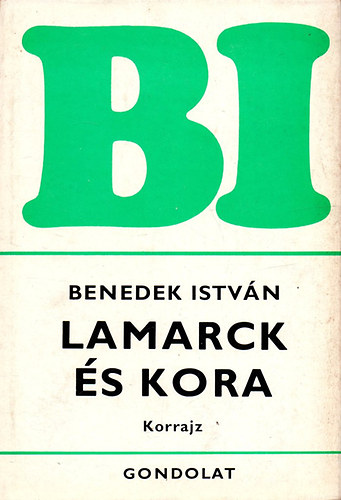 BI
BENEDEK ISTVÁN
LAMARCK
ÉS KORA
Korrajz
GONDOLAT